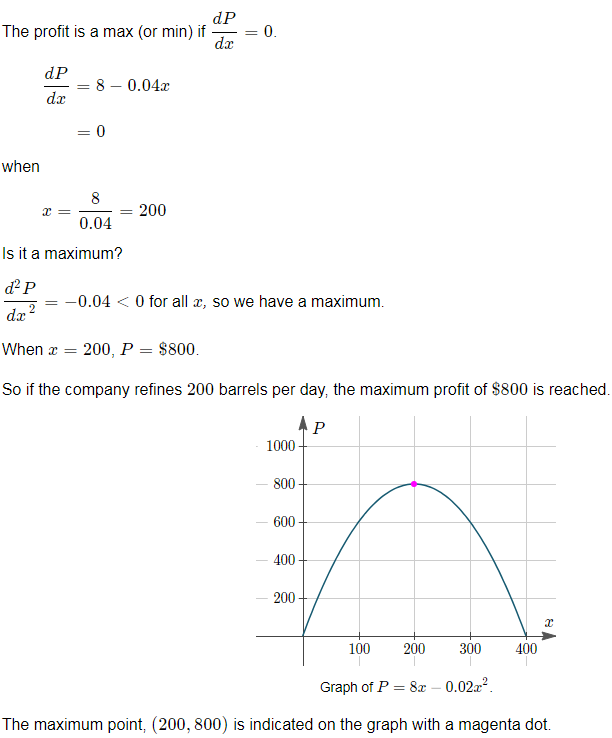 The profit is a max (or min) if dP/dx = 0.
dP/dx = 8 − 0.04x
= 0
when
x = 8/0.04 = 200
Is it a maximum?
d²P/dx² = −0.04 < 0 for all x, so we have a maximum.
When x = 200, P = $800.
So if the company refines 200 barrels per day, the maximum profit of $800 is reached.
P
1000
800
600
400
200
x
100 200 300 400
Graph of P = 8x − 0.02x².
The maximum point, (200, 800) is indicated on the graph with a magenta dot.